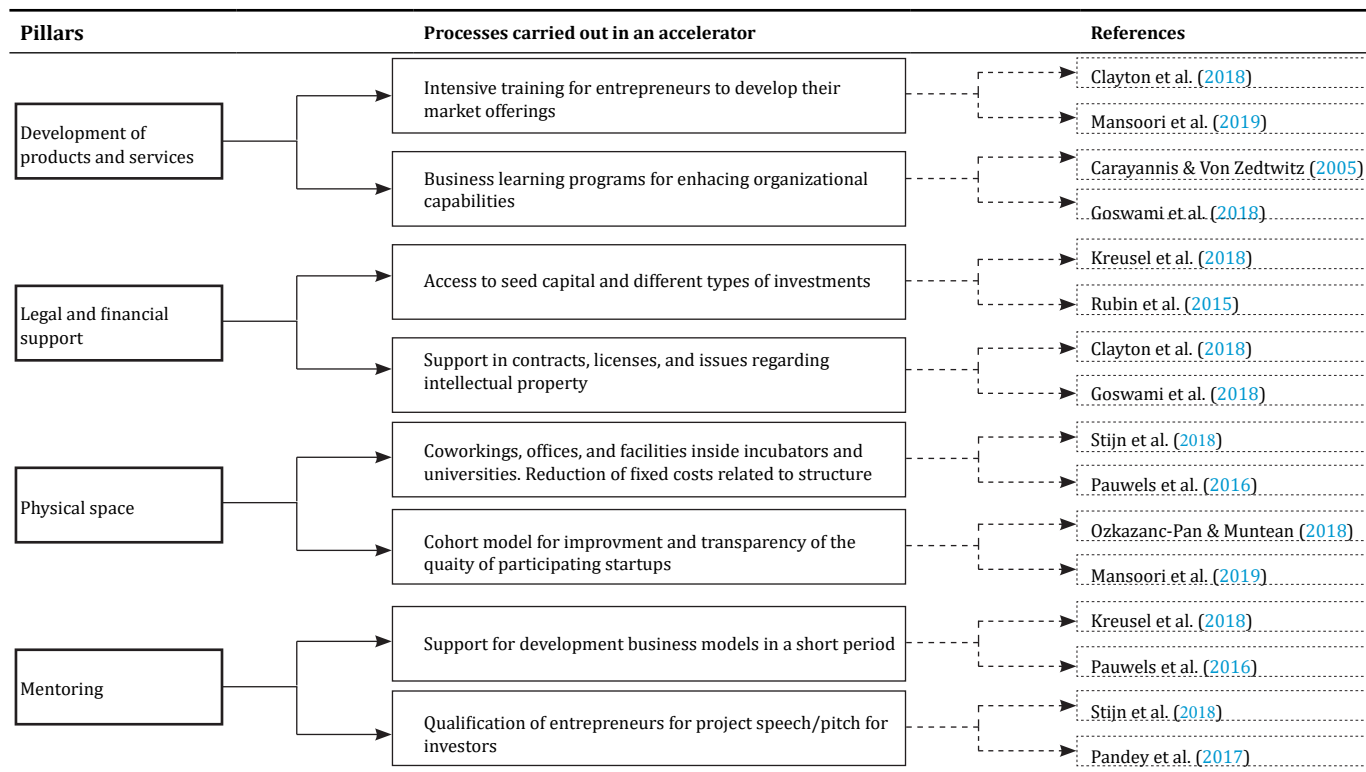 Pillars
Processes carried out in an accelerator
References
Development of
products and services
Intensive training for entrepreneurs to develop their
market offerings
Clayton et al. (2018)
Mansoori et al. (2019)
Business learning programs for enhacing organizational
capabilities
Carayannis & Von Zedtwitz (2005)
Goswami et al. (2018)
Legal and financial
support
Access to seed capital and different types of investments
Kreusel et al. (2018)
Rubin et al. (2015)
Support in contracts, licenses, and issues regarding
intellectual property
Clayton et al. (2018)
Goswami et al. (2018)
Physical space
Coworkings, offices, and facilities inside incubators and
universities. Reduction of fixed costs related to structure
Stijn et al. (2018)
Pauwels et al. (2016)
Cohort model for improvment and transparency of the
quaity of participating startups
Ozkazanc-Pan & Muntean (2018)
Mansoori et al. (2019)
Mentoring
Support for development business models in a short period
Kreusel et al. (2018)
Pauwels et al. (2016)
Qualification of entrepreneurs for project speech/pitch for
investors
Stijn et al. (2018)
Pandey et al. (2017)